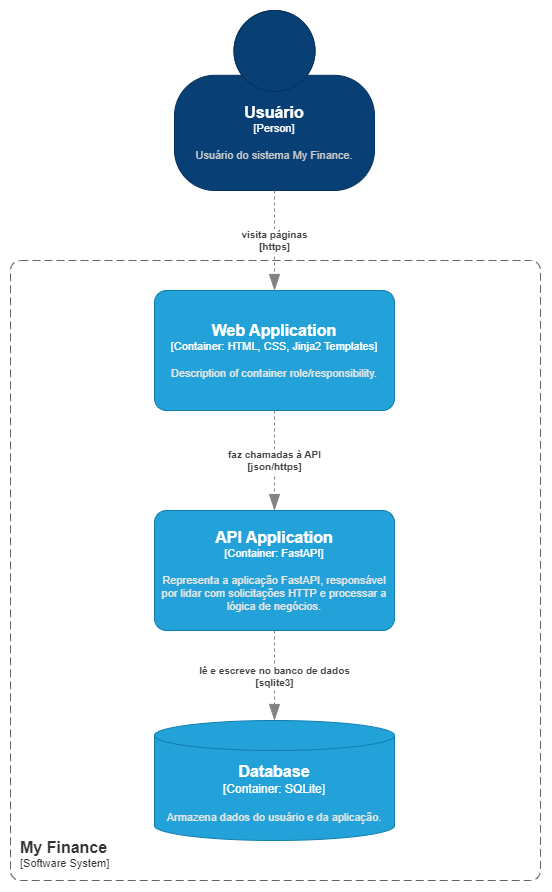 Usuário
[Person]
Usuário do sistema My Finance.
visita páginas
[https]
Web Application
[Container: HTML, CSS, Jinja2 Templates]
Description of container role/responsibility.
faz chamadas à API
[json/https]
API Application
[Container: FastAPI]
Representa a aplicação FastAPI, responsável
por lidar com solicitações HTTP e processar a
lógica de negócios.
lê e escreve no banco de dados
[sqlite3]
Database
[Container: SQLite]
Armazena dados do usuário e da aplicação.
My Finance
[Software System]